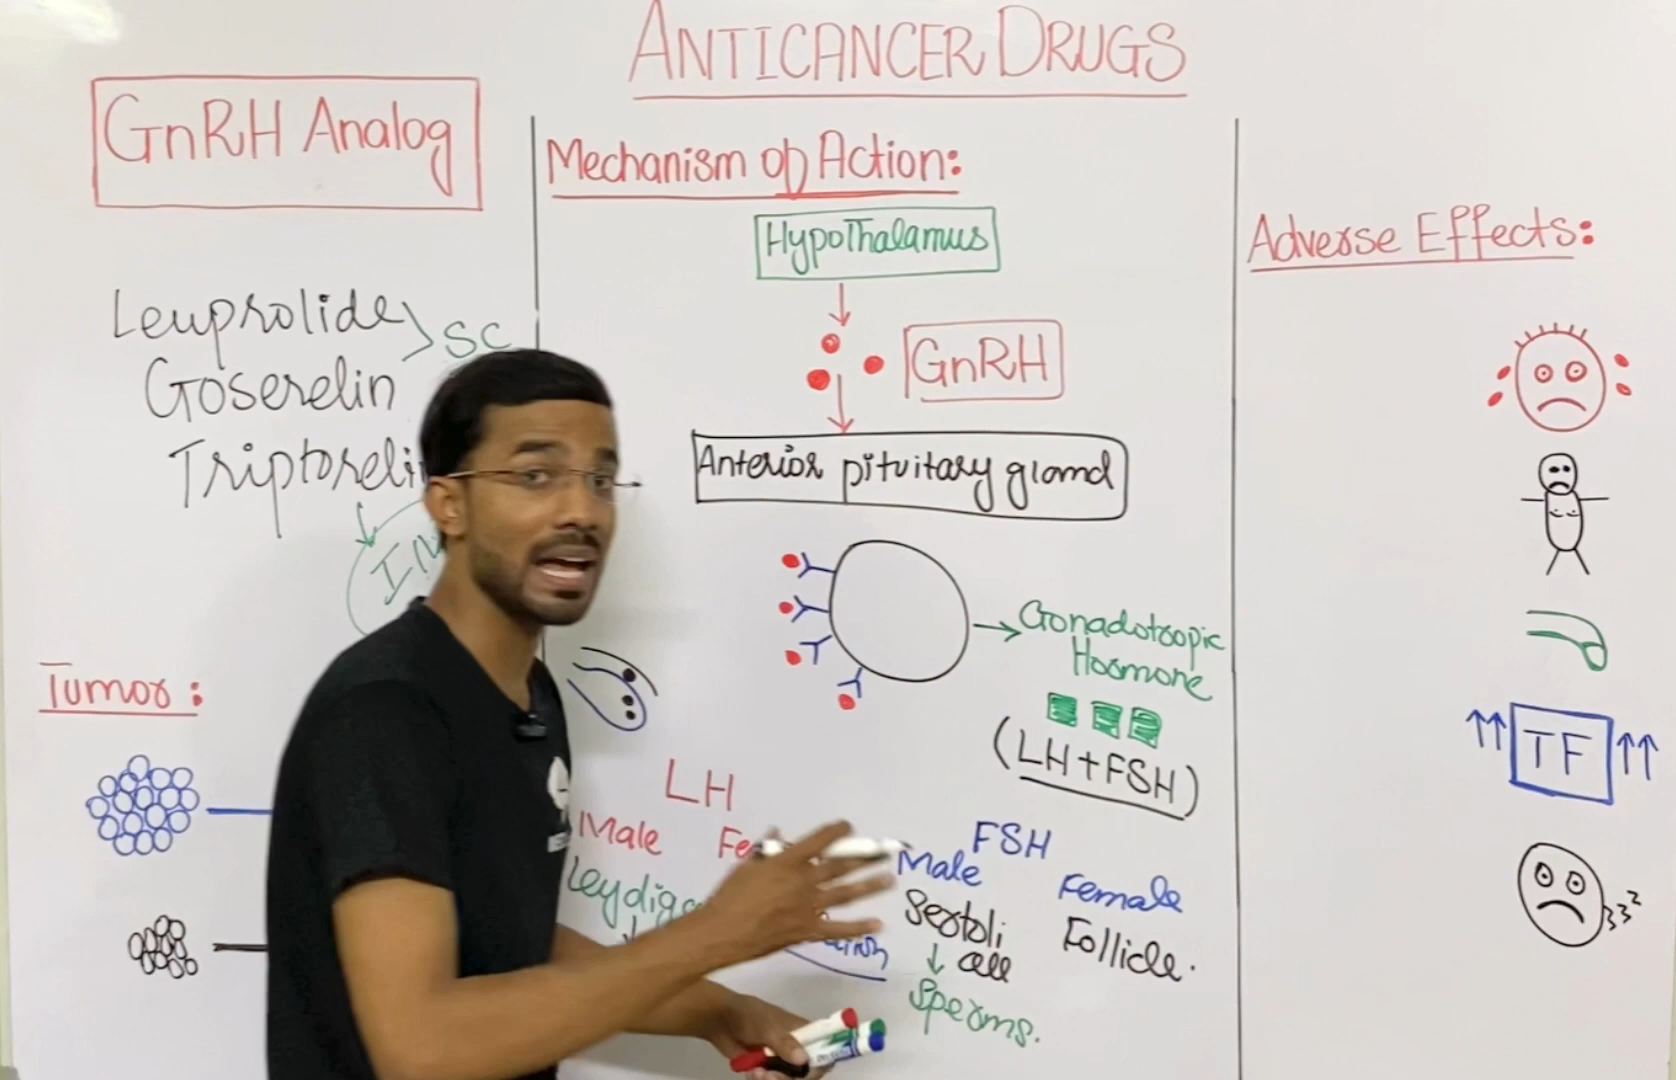 ANTICANCER DRUGS
GnRH Analog
Leuprolide
Goserelin
SC
Tumor:
Mechanism of Action:
HypoThalamus
GnRH
Anterior pituitary gland
Gonadotropic
Hormone
(LH+FSH)
LH
Male
FSH
Male Female
Sertoli Follicle.
Cell
Sperms.
Adverse Effects:
↑↑ TF ↑↑